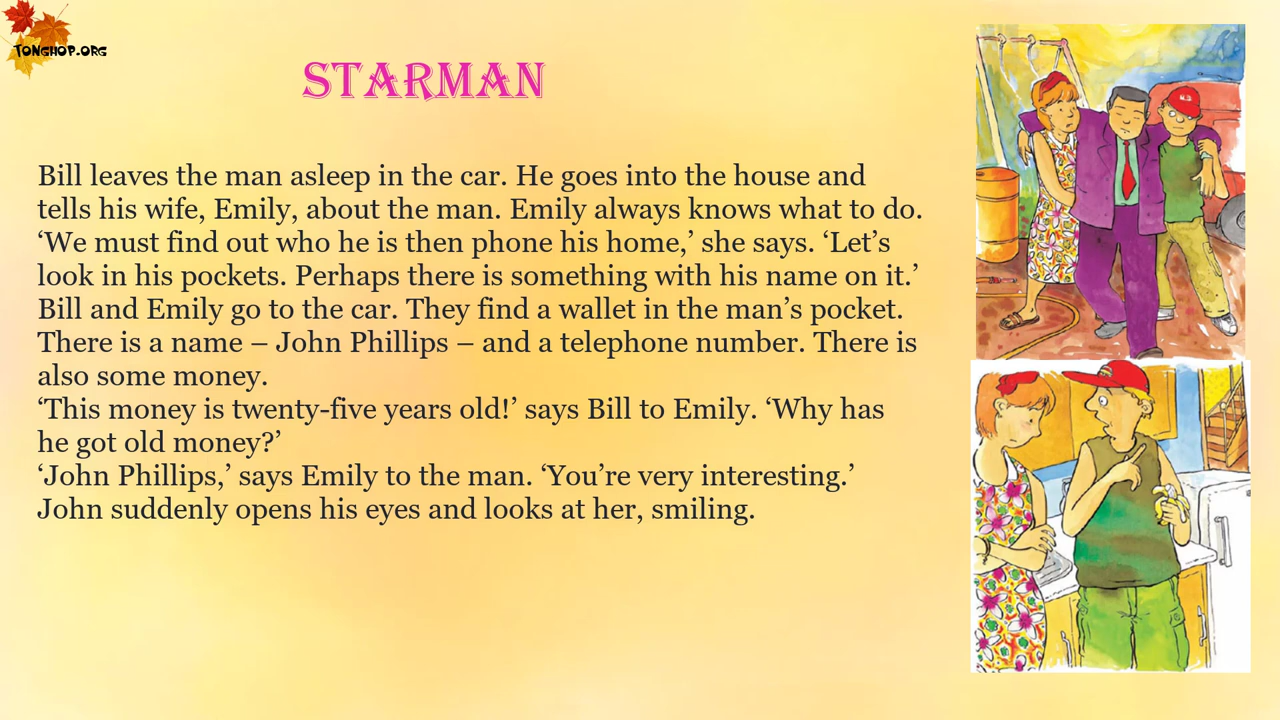 TONGHOP.ORG
STARMAN
Bill leaves the man asleep in the car. He goes into the house and
tells his wife, Emily, about the man. Emily always knows what to do.
‘We must find out who he is then phone his home,’ she says. ‘Let’s
look in his pockets. Perhaps there is something with his name on it.’
Bill and Emily go to the car. They find a wallet in the man’s pocket.
There is a name – John Phillips – and a telephone number. There is
also some money.
‘This money is twenty-five years old!’ says Bill to Emily. ‘Why has
he got old money?’
‘John Phillips,’ says Emily to the man. ‘You’re very interesting.’
John suddenly opens his eyes and looks at her, smiling.